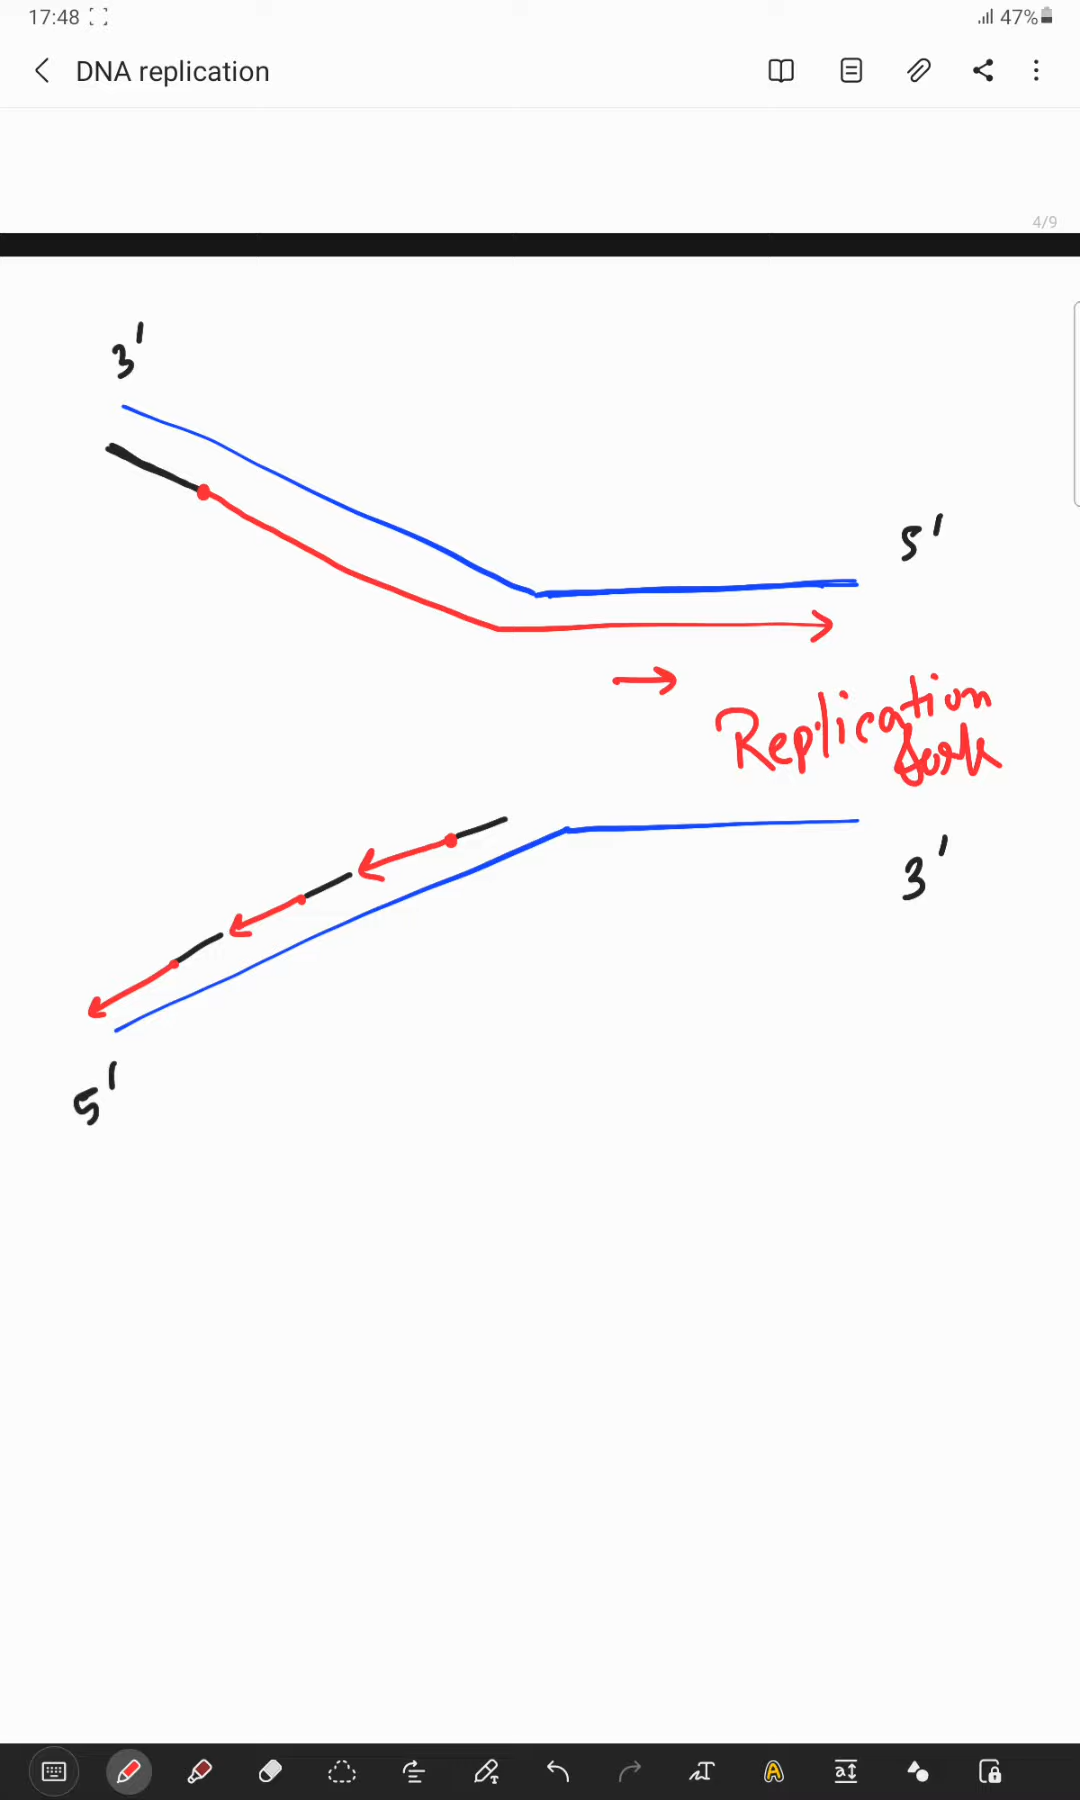 17:48
47%
DNA replication
4/9
3'
5'
Replication
fork
3'
5'